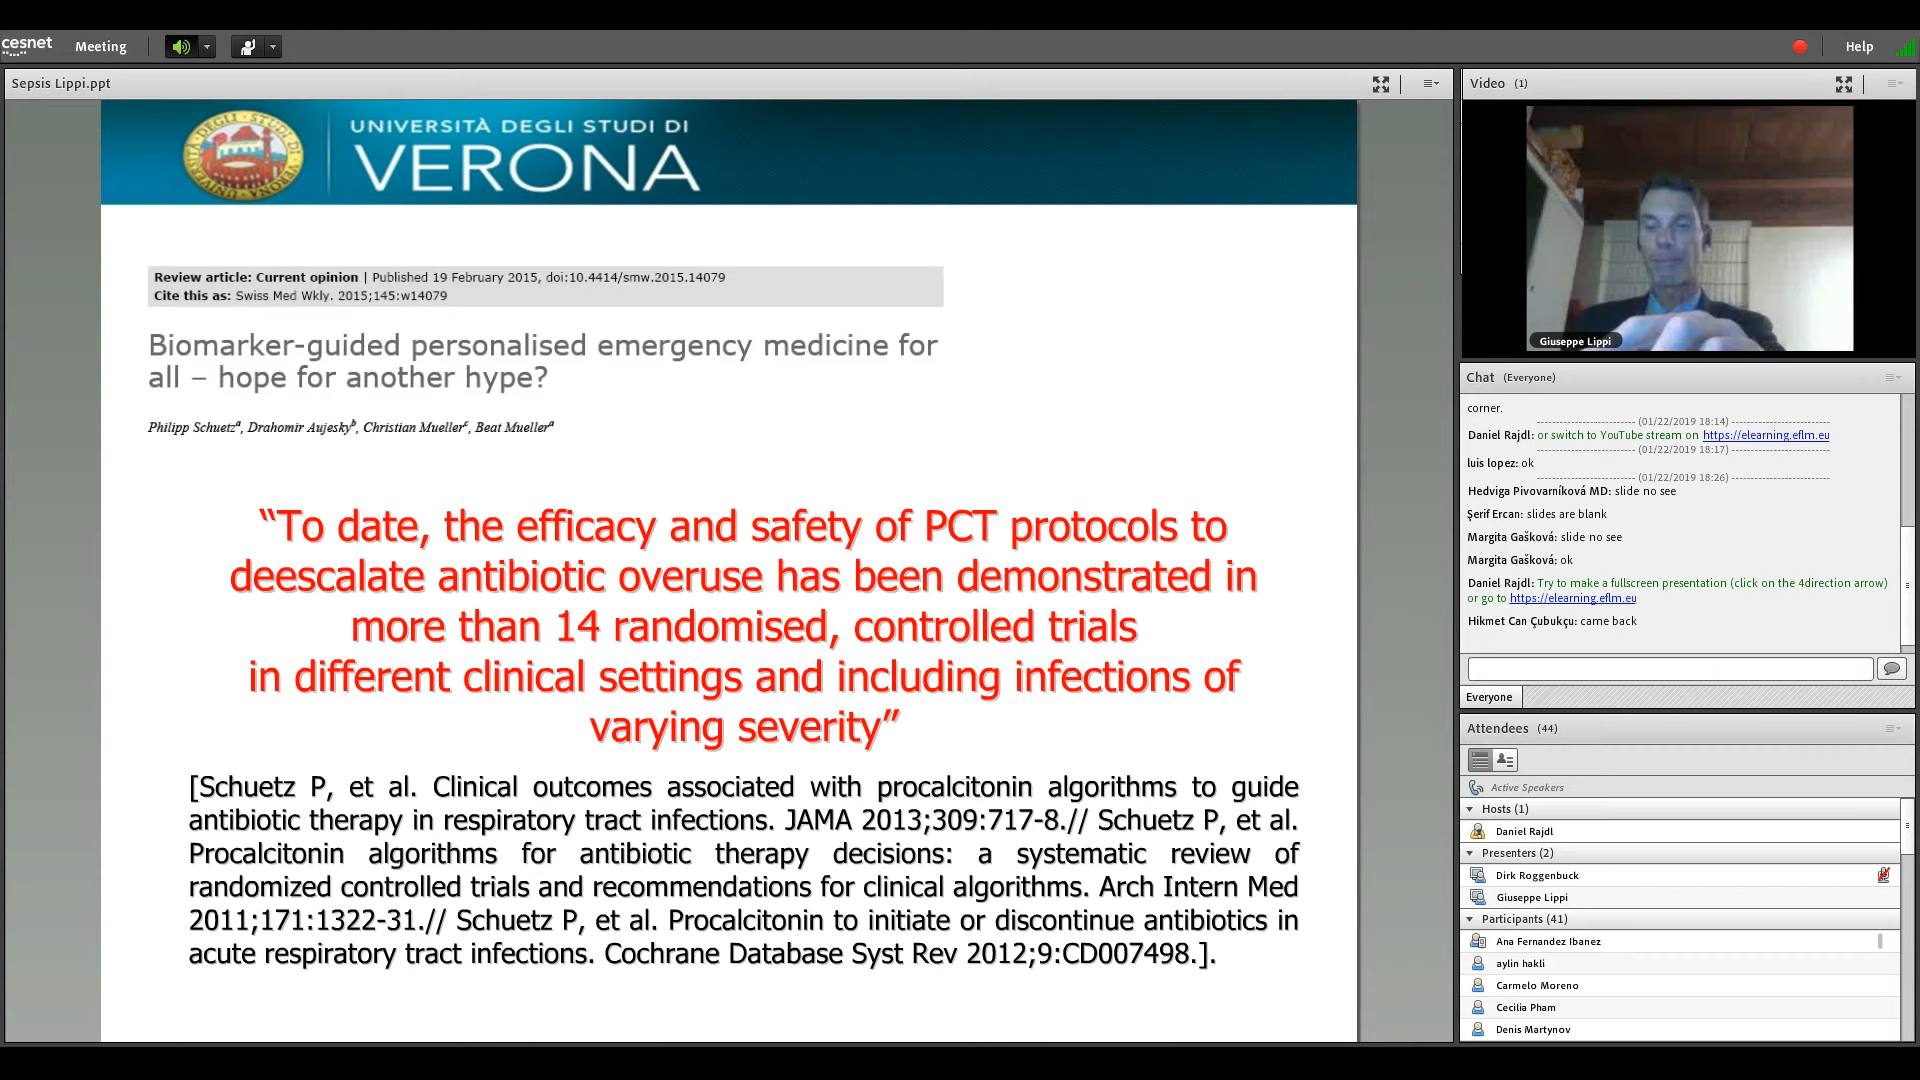 cesnet
Meeting
Help
Sepsis Lippi.ppt
UNIVERSITÀ DEGLI STUDI DI
VERONA
Review article: Current opinion | Published 19 February 2015, doi:10.4414/smw.2015.14079
Cite this as: Swiss Med Wkly. 2015;145:w14079
Biomarker-guided personalised emergency medicine for
all – hope for another hype?
Philipp Schuetzª, Drahomir Aujeskyᵇ, Christian Muellerᶜ, Beat Muellerª
“To date, the efficacy and safety of PCT protocols to
deescalate antibiotic overuse has been demonstrated in
more than 14 randomised, controlled trials
in different clinical settings and including infections of
varying severity”
[Schuetz P, et al. Clinical outcomes associated with procalcitonin algorithms to guide
antibiotic therapy in respiratory tract infections. JAMA 2013;309:717-8.// Schuetz P, et al.
Procalcitonin algorithms for antibiotic therapy decisions: a systematic review of
randomized controlled trials and recommendations for clinical algorithms. Arch Intern Med
2011;171:1322-31.// Schuetz P, et al. Procalcitonin to initiate or discontinue antibiotics in
acute respiratory tract infections. Cochrane Database Syst Rev 2012;9:CD007498.].
Video (1)
Giuseppe Lippi
Chat (Everyone)
corner.
------------------------ (01/22/2019 18:14) ------------------------
Daniel Rajdl: or switch to YouTube stream on https://elearning.eflm.eu
------------------------ (01/22/2019 18:17) ------------------------
luis lopez: ok
------------------------ (01/22/2019 18:26) ------------------------
Hedviga Pivovarníková MD: slide no see
Şerif Ercan: slides are blank
Margita Gašková: slide no see
Margita Gašková: ok
Daniel Rajdl: Try to make a fullscreen presentation (click on the 4direction arrow)
or go to https://elearning.eflm.eu
Hikmet Can Çubukçu: came back
Everyone
Attendees (44)
Active Speakers
Hosts (1)
Daniel Rajdl
Presenters (2)
Dirk Roggenbuck
Giuseppe Lippi
Participants (41)
Ana Fernandez Ibanez
aylin hakli
Carmelo Moreno
Cecilia Pham
Denis Martynov